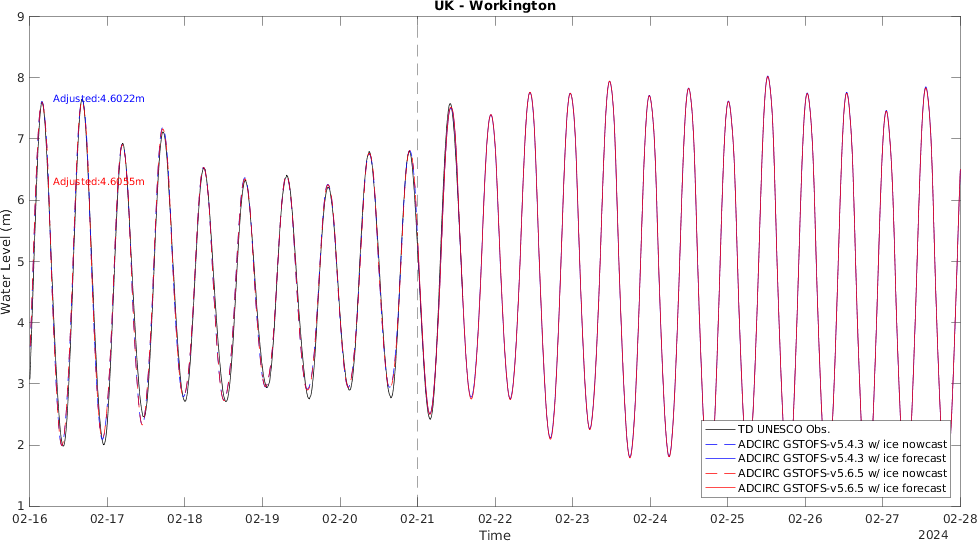 UK - Workington
9
8
7
6
5
4
3
2
1
Water Level (m)
Adjusted:4.6022m
Adjusted:4.6055m
TD UNESCO Obs.
ADCIRC GSTOFS-v5.4.3 w/ ice nowcast
ADCIRC GSTOFS-v5.4.3 w/ ice forecast
ADCIRC GSTOFS-v5.6.5 w/ ice nowcast
ADCIRC GSTOFS-v5.6.5 w/ ice forecast
02-16 02-17 02-18 02-19 02-20 02-21 02-22 02-23 02-24 02-25 02-26 02-27 02-28
Time
2024